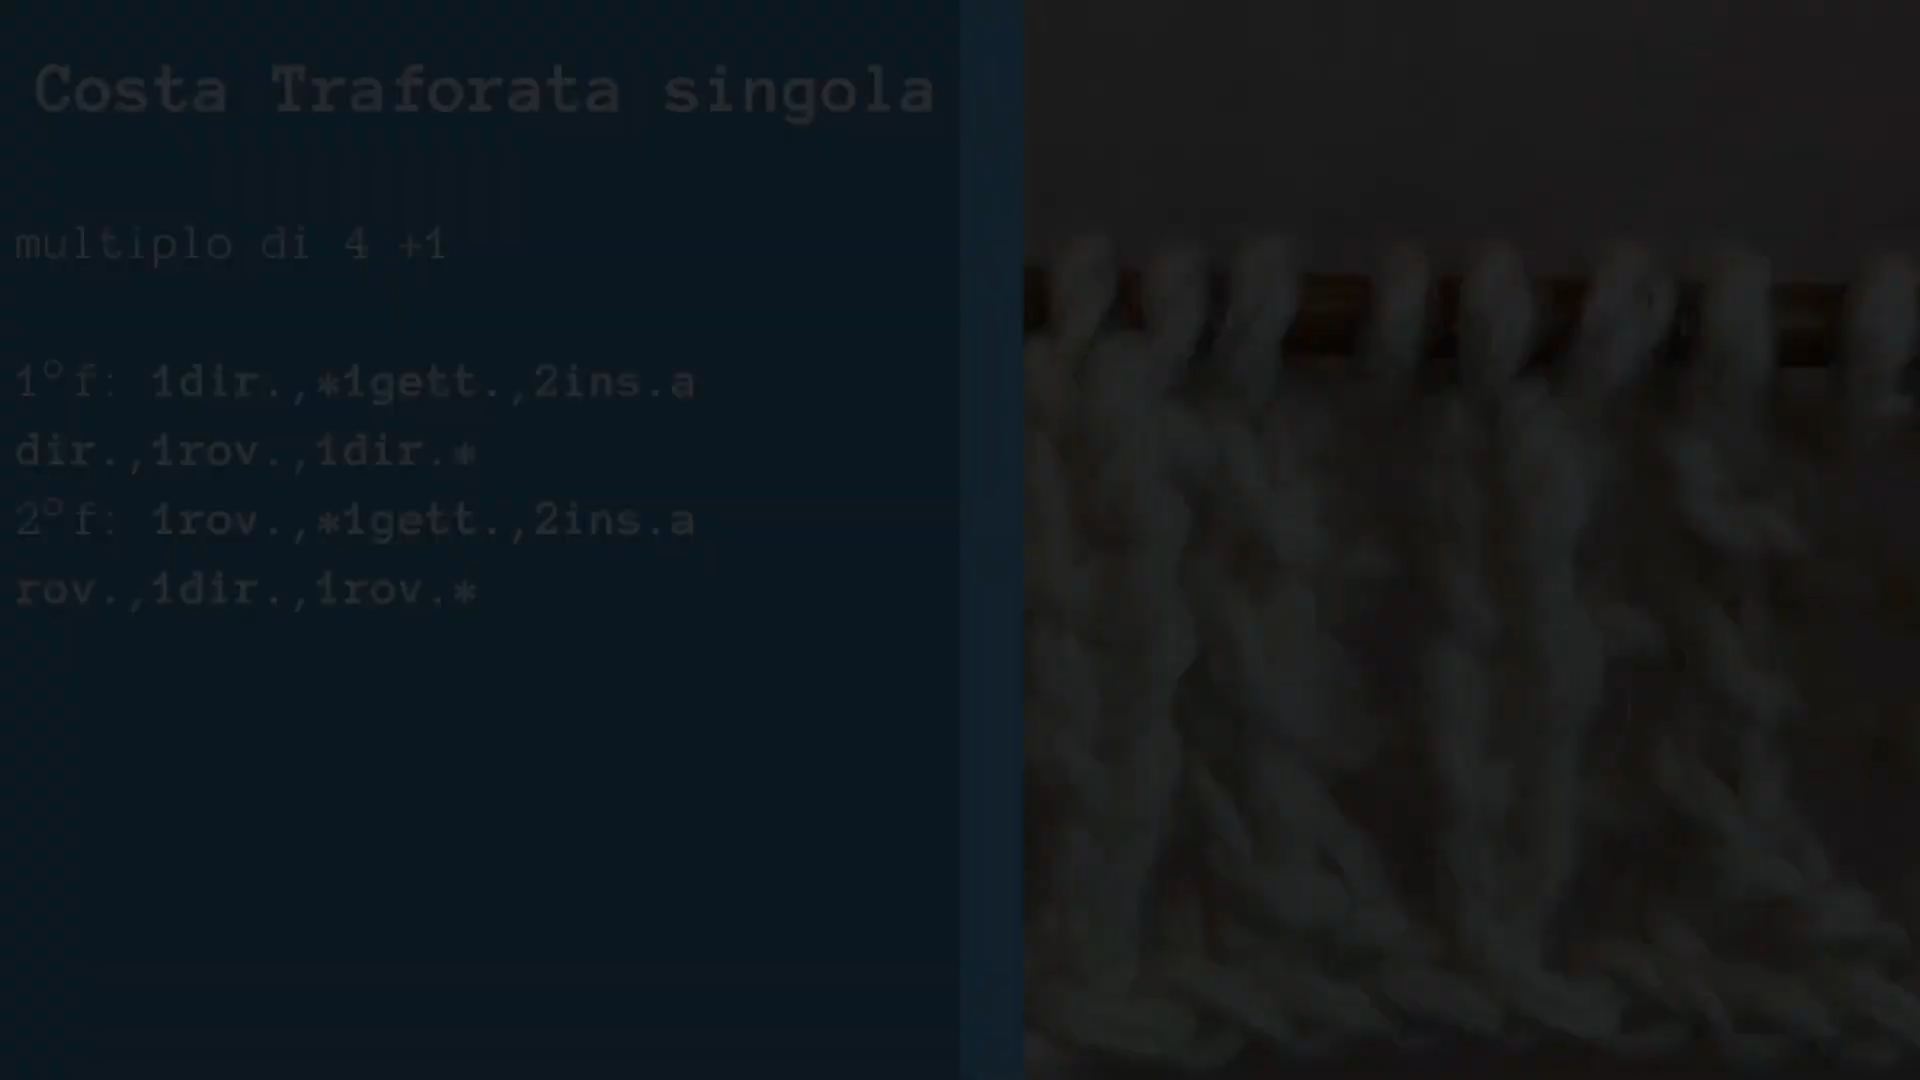 Costa Traforata singola
multiplo di 4 +1
1°f: 1dir.,*1gett.,2ins.a
dir.,1rov.,1dir.*
2°f: 1rov.,*1gett.,2ins.a
rov.,1dir.,1rov.*